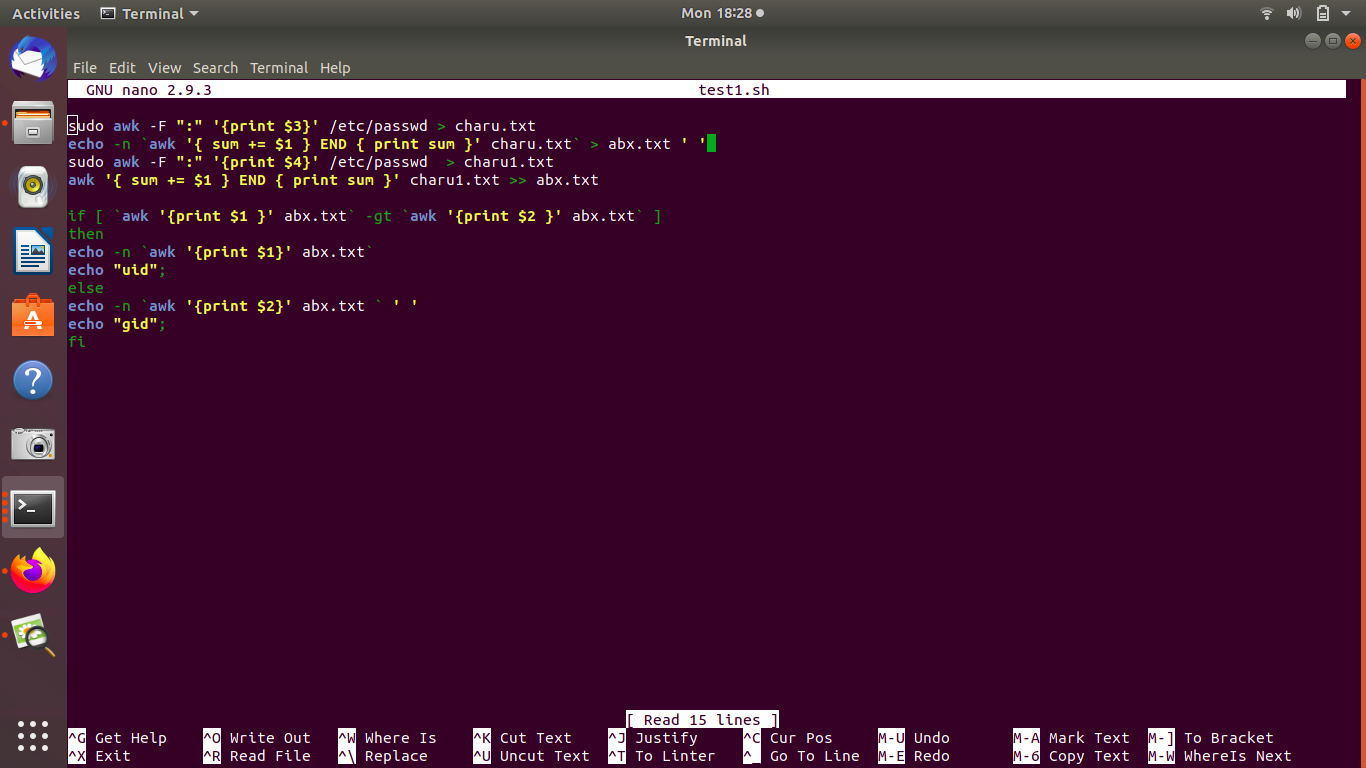 Activities Terminal Mon 18:28
Terminal
File Edit View Search Terminal Help
GNU nano 2.9.3 test1.sh
sudo awk -F ":" '{print $3}' /etc/passwd > charu.txt
echo -n `awk '{ sum += $1 } END { print sum }' charu.txt` > abx.txt ' '
sudo awk -F ":" '{print $4}' /etc/passwd  > charu1.txt
awk '{ sum += $1 } END { print sum }' charu1.txt >> abx.txt
if [ `awk '{print $1 }' abx.txt` -gt `awk '{print $2 }' abx.txt` ]
then
echo -n `awk '{print $1}' abx.txt`
echo "uid";
else
echo -n `awk '{print $2}' abx.txt ` ' '
echo "gid";
fi
[ Read 15 lines ]
^G Get Help ^O Write Out ^W Where Is ^K Cut Text ^J Justify ^C Cur Pos M-U Undo M-A Mark Text M-] To Bracket
^X Exit ^R Read File ^\ Replace ^U Uncut Text ^T To Linter ^_ Go To Line M-E Redo M-6 Copy Text M-W WhereIs Next